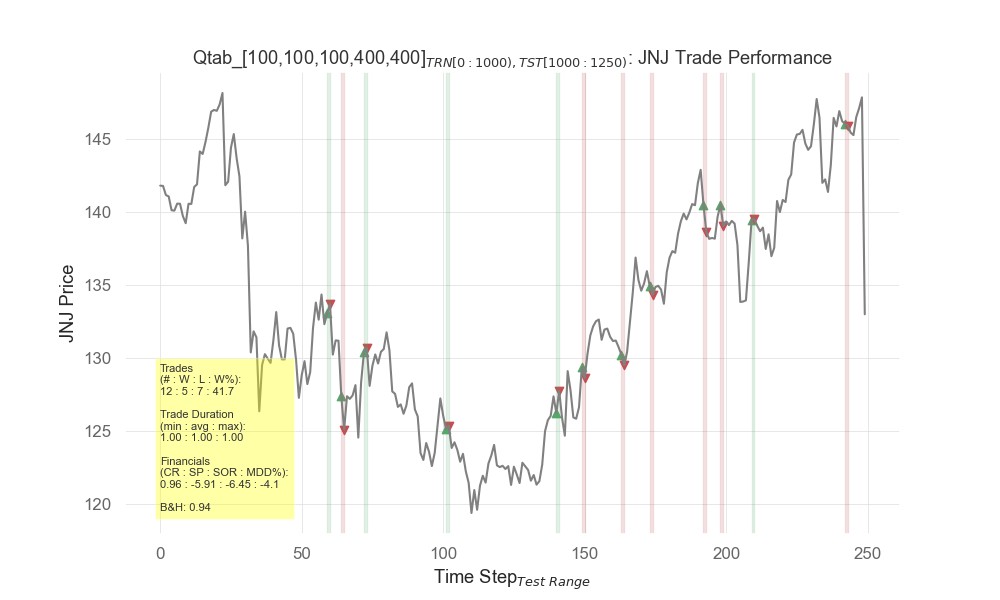 Qtab_[100,100,100,400,400]TRN[0:1000),TST[1000:1250): JNJ Trade Performance
JNJ Price
145
140
135
130
125
120
Trades
(# : W : L : W%):
12 : 5 : 7 : 41.7
Trade Duration
(min : avg : max):
1.00 : 1.00 : 1.00
Financials
(CR : SP : SOR : MDD%):
0.96 : -5.91 : -6.45 : -4.1
B&H: 0.94
0 50 100 150 200 250
Time StepTest Range